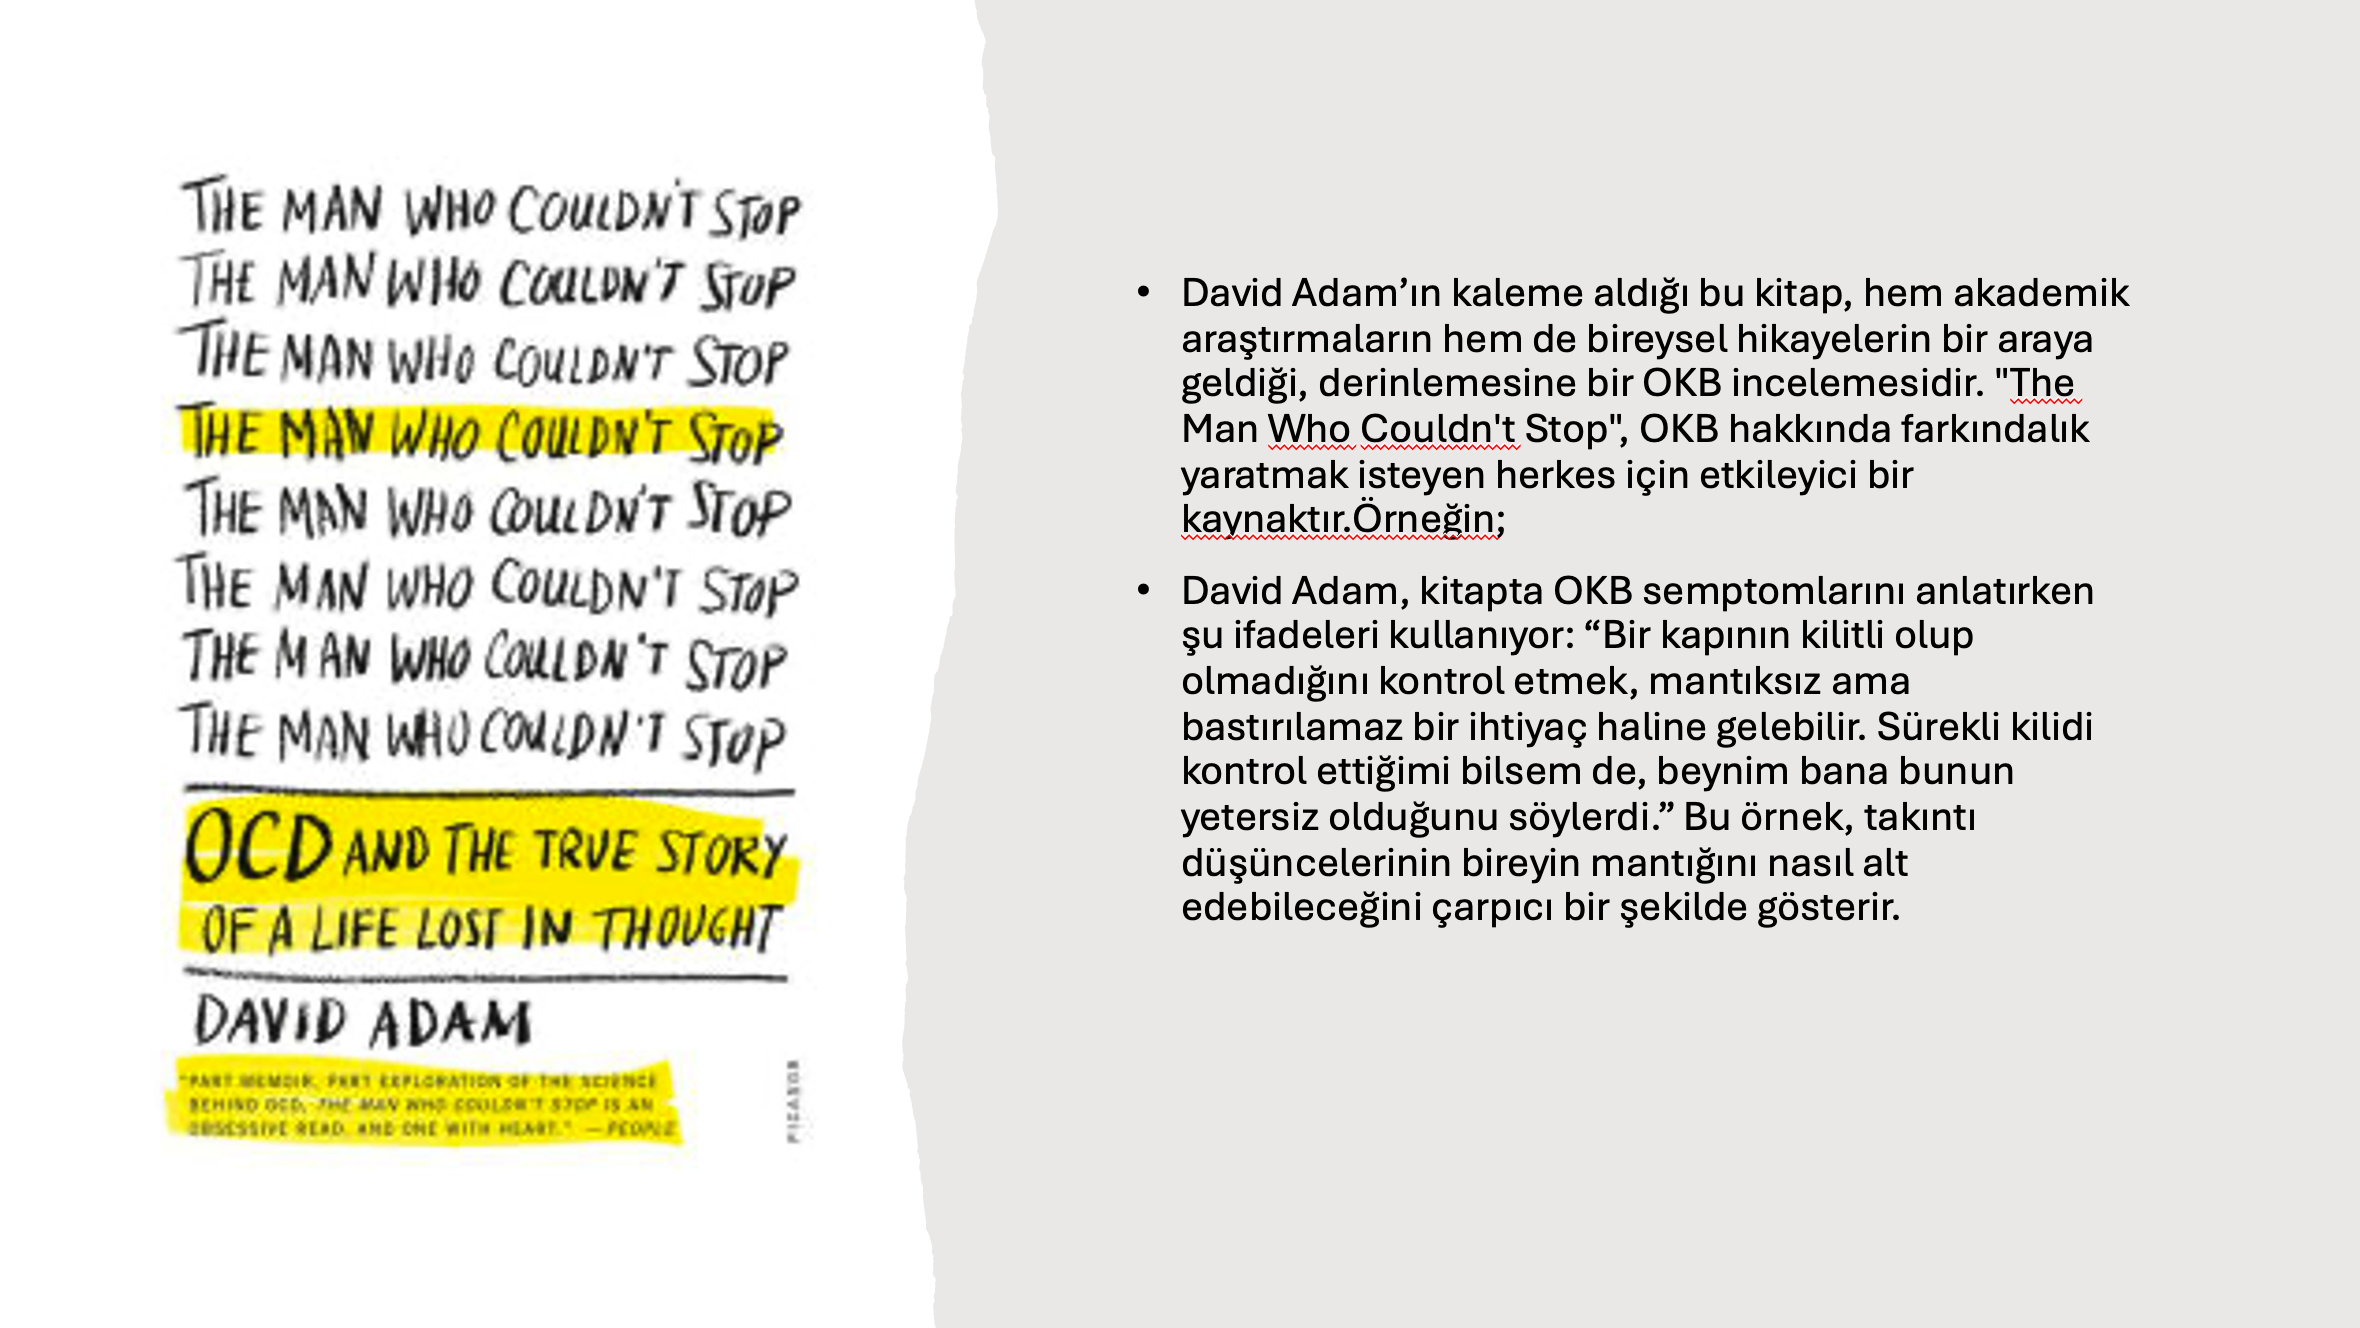 THE MAN WHO COULDN'T STOP
THE MAN WHO COULDN'T STOP
THE MAN WHO COULDN'T STOP
THE MAN WHO COULDN'T STOP
THE MAN WHO COULDN'T STOP
THE MAN WHO COULDN'T STOP
THE MAN WHO COULDN'T STOP
THE MAN WHO COULDN'T STOP
OCD AND THE TRUE STORY
OF A LIFE LOST IN THOUGHT
DAVID ADAM
"PART MEMOIR, PART EXPLORATION OF THE SCIENCE
BEHIND OCD, THE MAN WHO COULDN'T STOP IS AN
OBSESSIVE READ, AND ONE WITH HEART." —PEOPLE
PICADOR
• David Adam’ın kaleme aldığı bu kitap, hem akademik
araştırmaların hem de bireysel hikayelerin bir araya
geldiği, derinlemesine bir OKB incelemesidir. "The
Man Who Couldn't Stop", OKB hakkında farkındalık
yaratmak isteyen herkes için etkileyici bir
kaynaktır.Örneğin;
• David Adam, kitapta OKB semptomlarını anlatırken
şu ifadeleri kullanıyor: “Bir kapının kilitli olup
olmadığını kontrol etmek, mantıksız ama
bastırılamaz bir ihtiyaç haline gelebilir. Sürekli kilidi
kontrol ettiğimi bilsem de, beynim bana bunun
yetersiz olduğunu söylerdi.” Bu örnek, takıntı
düşüncelerinin bireyin mantığını nasıl alt
edebileceğini çarpıcı bir şekilde gösterir.